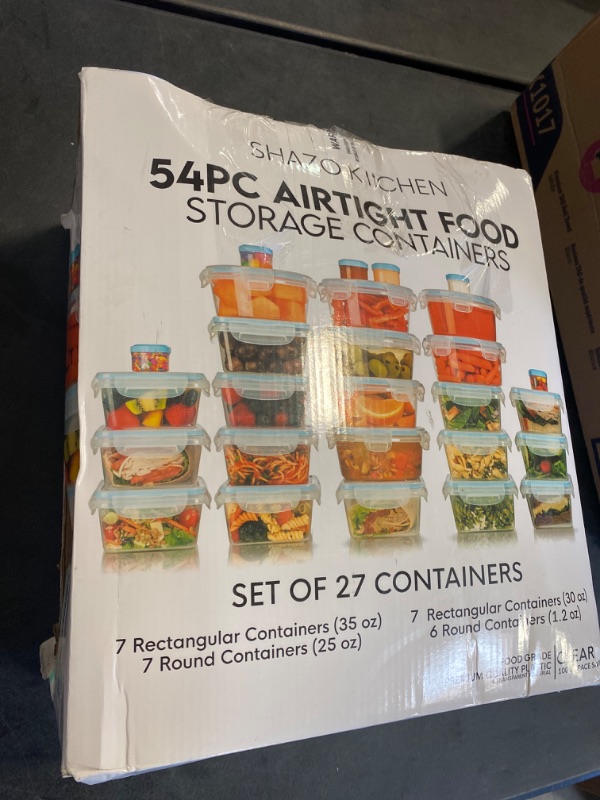 SHAZO KITCHEN
54PC AIRTIGHT FOOD
STORAGE CONTAINERS
SET OF 27 CONTAINERS
7 Rectangular Containers (35 oz)
7 Round Containers (25 oz)
7 Rectangular Containers (30 oz)
6 Round Containers (1.2 oz)
FOOD GRADE
PREMIUM QUALITY PLASTIC
CLEAR
1017